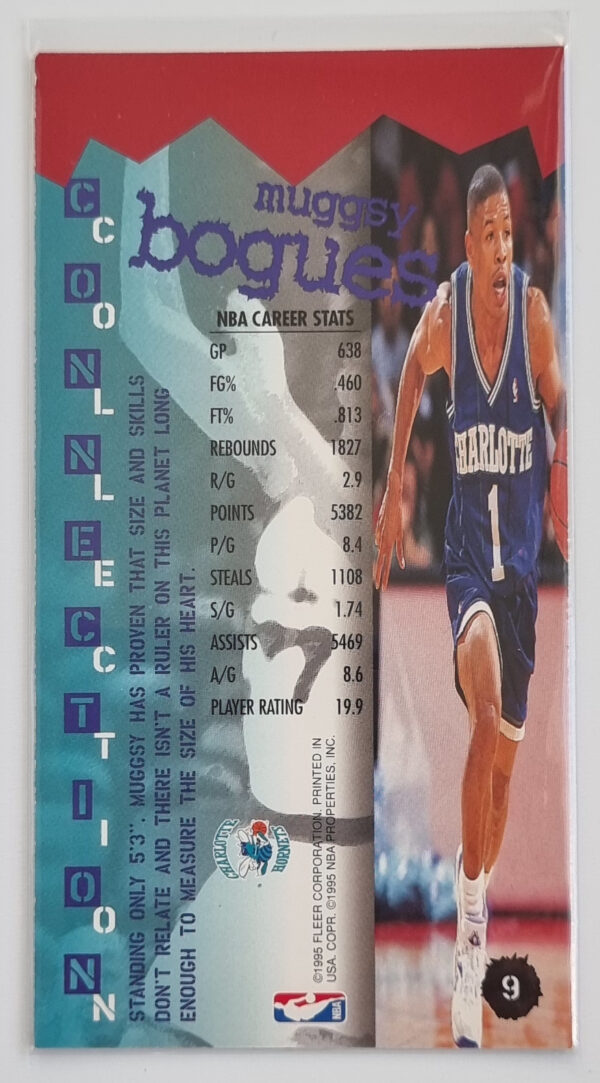 CONNECTION
COLLECTION
muggsy
bogues
NBA CAREER STATS
GP 638
FG% .460
FT% .813
REBOUNDS 1827
R/G 2.9
POINTS 5382
P/G 8.4
STEALS 1108
S/G 1.74
ASSISTS 5469
A/G 8.6
PLAYER RATING 19.9
STANDING ONLY 5'3", MUGGSY HAS PROVEN THAT SIZE AND SKILLS
DON'T RELATE AND THERE ISN'T A RULER ON THIS PLANET LONG
ENOUGH TO MEASURE THE SIZE OF HIS HEART.
CHARLOTTE
HORNETS
©1995 FLEER CORPORATION. PRINTED IN
USA. COPR. ©1995 NBA PROPERTIES, INC.
NBA
CHARLOTTE
1
9